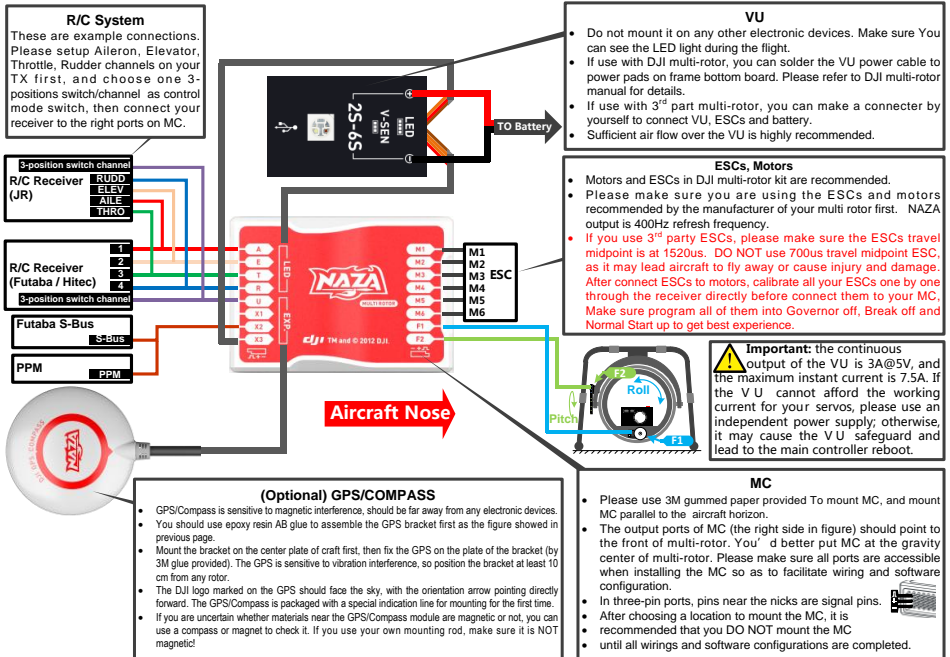 R/C System
These are example connections.
Please setup Aileron, Elevator,
Throttle, Rudder channels on your
TX first, and choose one 3-
positions switch/channel as control
mode switch, then connect your
receiver to the right ports on MC.
3-position switch channel
R/C Receiver
(JR)
RUDD
ELEV
AILE
THRO
R/C Receiver
(Futaba / Hitec)
1
2
3
4
3-position switch channel
Futaba S-Bus
S-Bus
PPM
PPM
2S-6S
V-SEN
LED
TO Battery
A
E
T
R
U
X1
X2
X3
LED
EXP.
NAZA
MULTI ROTOR
dji TM and © 2012 DJI.
M1
M2
M3
M4
M5
M6
F1
F2
M1
M2
M3
M4
M5
M6
ESC
Aircraft Nose
F2
Roll
Pitch
F1
DJI GPS COMPASS
NAZA
VU
• Do not mount it on any other electronic devices. Make sure You
can see the LED light during the flight.
• If use with DJI multi-rotor, you can solder the VU power cable to
power pads on frame bottom board. Please refer to DJI multi-rotor
manual for details.
• If use with 3rd part multi-rotor, you can make a connecter by
yourself to connect VU, ESCs and battery.
• Sufficient air flow over the VU is highly recommended.
ESCs, Motors
• Motors and ESCs in DJI multi-rotor kit are recommended.
• Please make sure you are using the ESCs and motors
recommended by the manufacturer of your multi rotor first. NAZA
output is 400Hz refresh frequency.
• If you use 3rd party ESCs, please make sure the ESCs travel
midpoint is at 1520us. DO NOT use 700us travel midpoint ESC,
as it may lead aircraft to fly away or cause injury and damage.
After connect ESCs to motors, calibrate all your ESCs one by one
through the receiver directly before connect them to your MC,
Make sure program all of them into Governor off, Break off and
Normal Start up to get best experience.
Important: the continuous
output of the VU is 3A@5V, and
the maximum instant current is 7.5A. If
the V U cannot afford the working
current for your servos, please use an
independent power supply; otherwise,
it may cause the V U safeguard and
lead to the main controller reboot.
(Optional) GPS/COMPASS
• GPS/Compass is sensitive to magnetic interference, should be far away from any electronic devices.
• You should use epoxy resin AB glue to assemble the GPS bracket first as the figure showed in
previous page.
• Mount the bracket on the center plate of craft first, then fix the GPS on the plate of the bracket (by
3M glue provided). The GPS is sensitive to vibration interference, so position the bracket at least 10
cm from any rotor.
• The DJI logo marked on the GPS should face the sky, with the orientation arrow pointing directly
forward. The GPS/Compass is packaged with a special indication line for mounting for the first time.
• If you are uncertain whether materials near the GPS/Compass module are magnetic or not, you can
use a compass or magnet to check it. If you use your own mounting rod, make sure it is NOT
magnetic!
MC
• Please use 3M gummed paper provided To mount MC, and mount
MC parallel to the aircraft horizon.
• The output ports of MC (the right side in figure) should point to
the front of multi-rotor. You' d better put MC at the gravity
center of multi-rotor. Please make sure all ports are accessible
when installing the MC so as to facilitate wiring and software
configuration.
• In three-pin ports, pins near the nicks are signal pins.
• After choosing a location to mount the MC, it is
• recommended that you DO NOT mount the MC
• until all wirings and software configurations are completed.